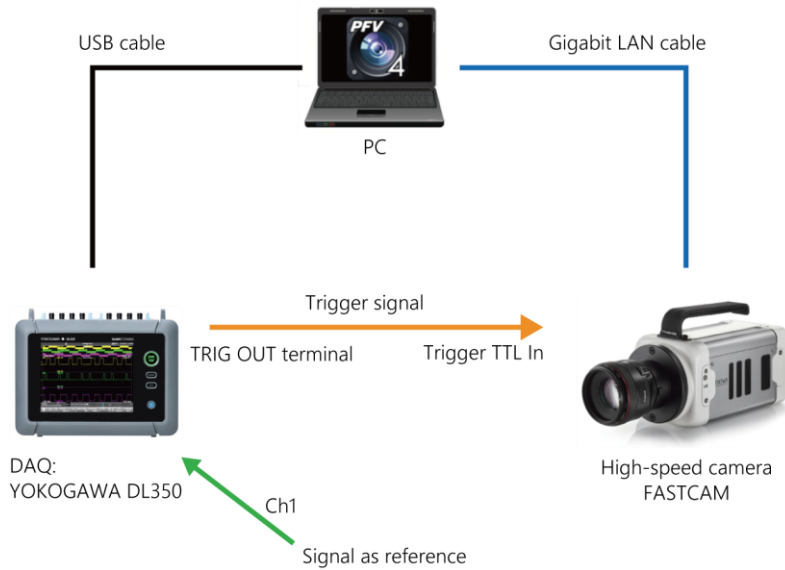 USB cable
Gigabit LAN cable
PFV
4
PC
Trigger signal
TRIG OUT terminal
Trigger TTL In
DAQ:
YOKOGAWA DL350
High-speed camera
FASTCAM
Ch1
Signal as reference